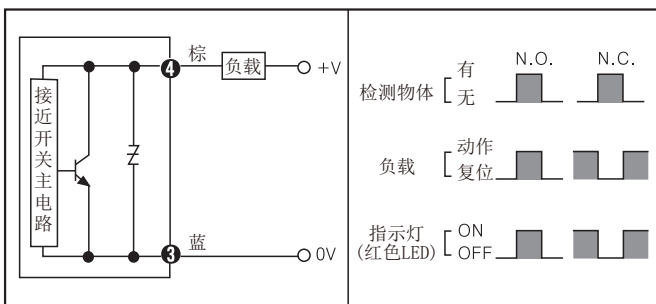 接近开关主电路
4 棕
负载
+V
3 蓝
0V
N.O. N.C.
检测物体 有
无
负载 动作
复位
指示灯
(红色LED) ON
OFF